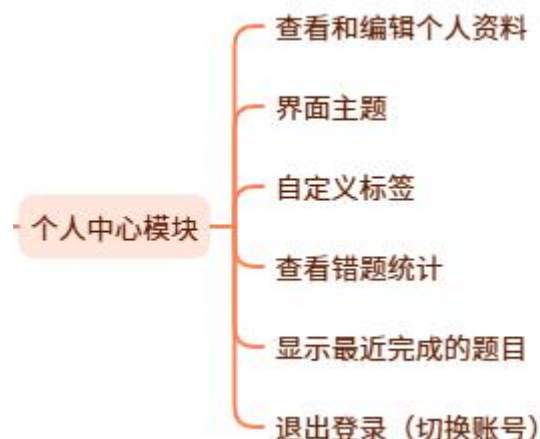 查看和编辑个人资料
界面主题
自定义标签
个人中心模块
查看错题统计
显示最近完成的题目
退出登录（切换账号）